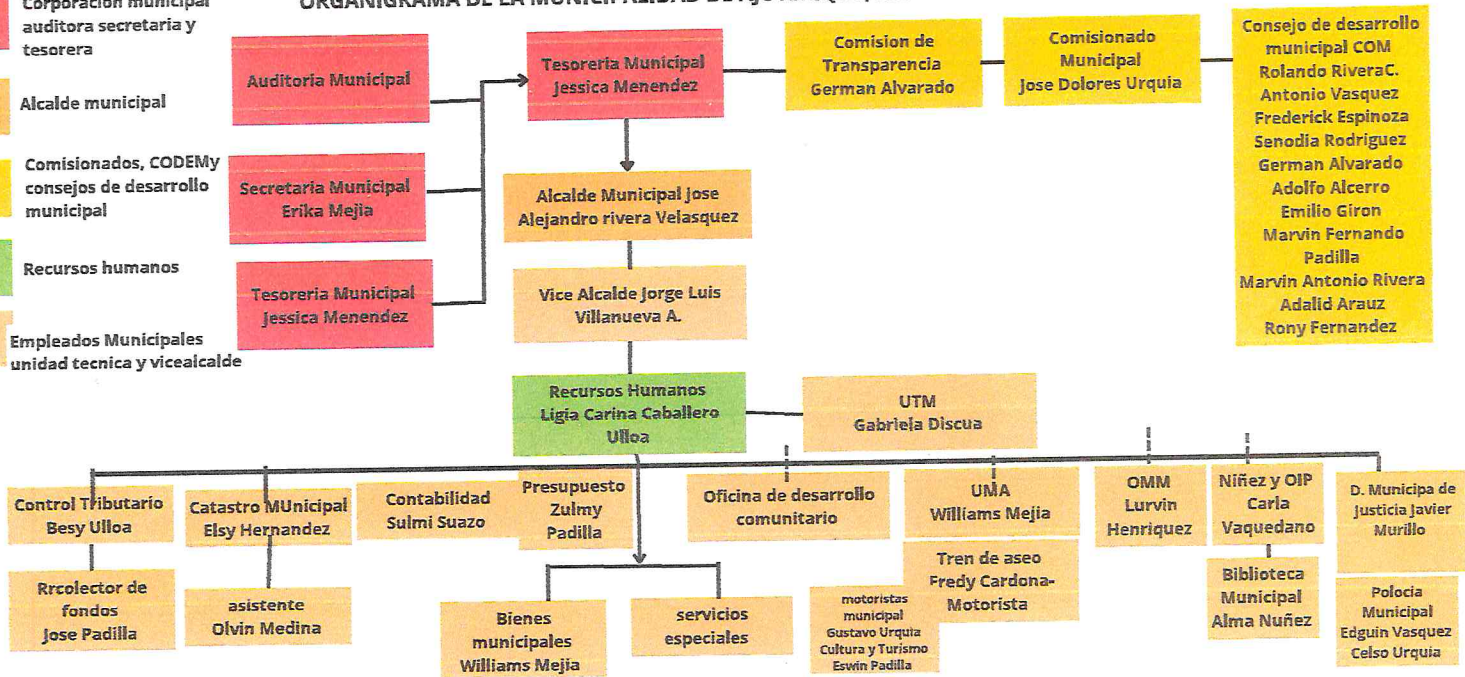 Corporacion municipal
auditora secretaria y
tesorera
Alcalde municipal
Comisionados, CODEMy
consejos de desarrollo
municipal
Recursos humanos
Empleados Municipales
unidad tecnica y vicealcalde
ORGANIGRAMA DE LA MUNICIPALIDAD DE
Auditoria Municipal
Secretaria Municipal
Erika Mejia
Tesoreria Municipal
Jessica Menendez
Tesoreria Municipal
Jessica Menendez
Comision de
Transparencia
German Alvarado
Comisionado
Municipal
Jose Dolores Urquia
Consejo de desarrollo
municipal COM
Rolando RiveraC.
Antonio Vasquez
Frederick Espinoza
Senodia Rodriguez
German Alvarado
Adolfo Alcerro
Emilio Giron
Marvin Fernando
Padilla
Marvin Antonio Rivera
Adalid Arauz
Rony Fernandez
Alcalde Municipal Jose
Alejandro rivera Velasquez
Vice Alcalde Jorge Luis
Villanueva A.
Recursos Humanos
Ligia Carina Caballero
Ulloa
UTM
Gabriela Discua
Control Tributario
Besy Ulloa
Catastro MUnicipal
Elsy Hernandez
Contabilidad
Sulmi Suazo
Presupuesto
Zulmy
Padilla
Oficina de desarrollo
comunitario
UMA
Williams Mejia
OMM
Lurvin
Henriquez
Niñez y OIP
Carla
Vaquedano
D. Municipa de
Justicia Javier
Murillo
Rrcolector de
fondos
Jose Padilla
asistente
Olvin Medina
Bienes
municipales
Williams Mejia
servicios
especiales
motoristas
municipal
Gustavo Urquia
Cultura y Turismo
Eswin Padilla
Tren de aseo
Fredy Cardona-
Motorista
Biblioteca
Municipal
Alma Nuñez
Polocia
Municipal
Edguin Vasquez
Celso Urquia